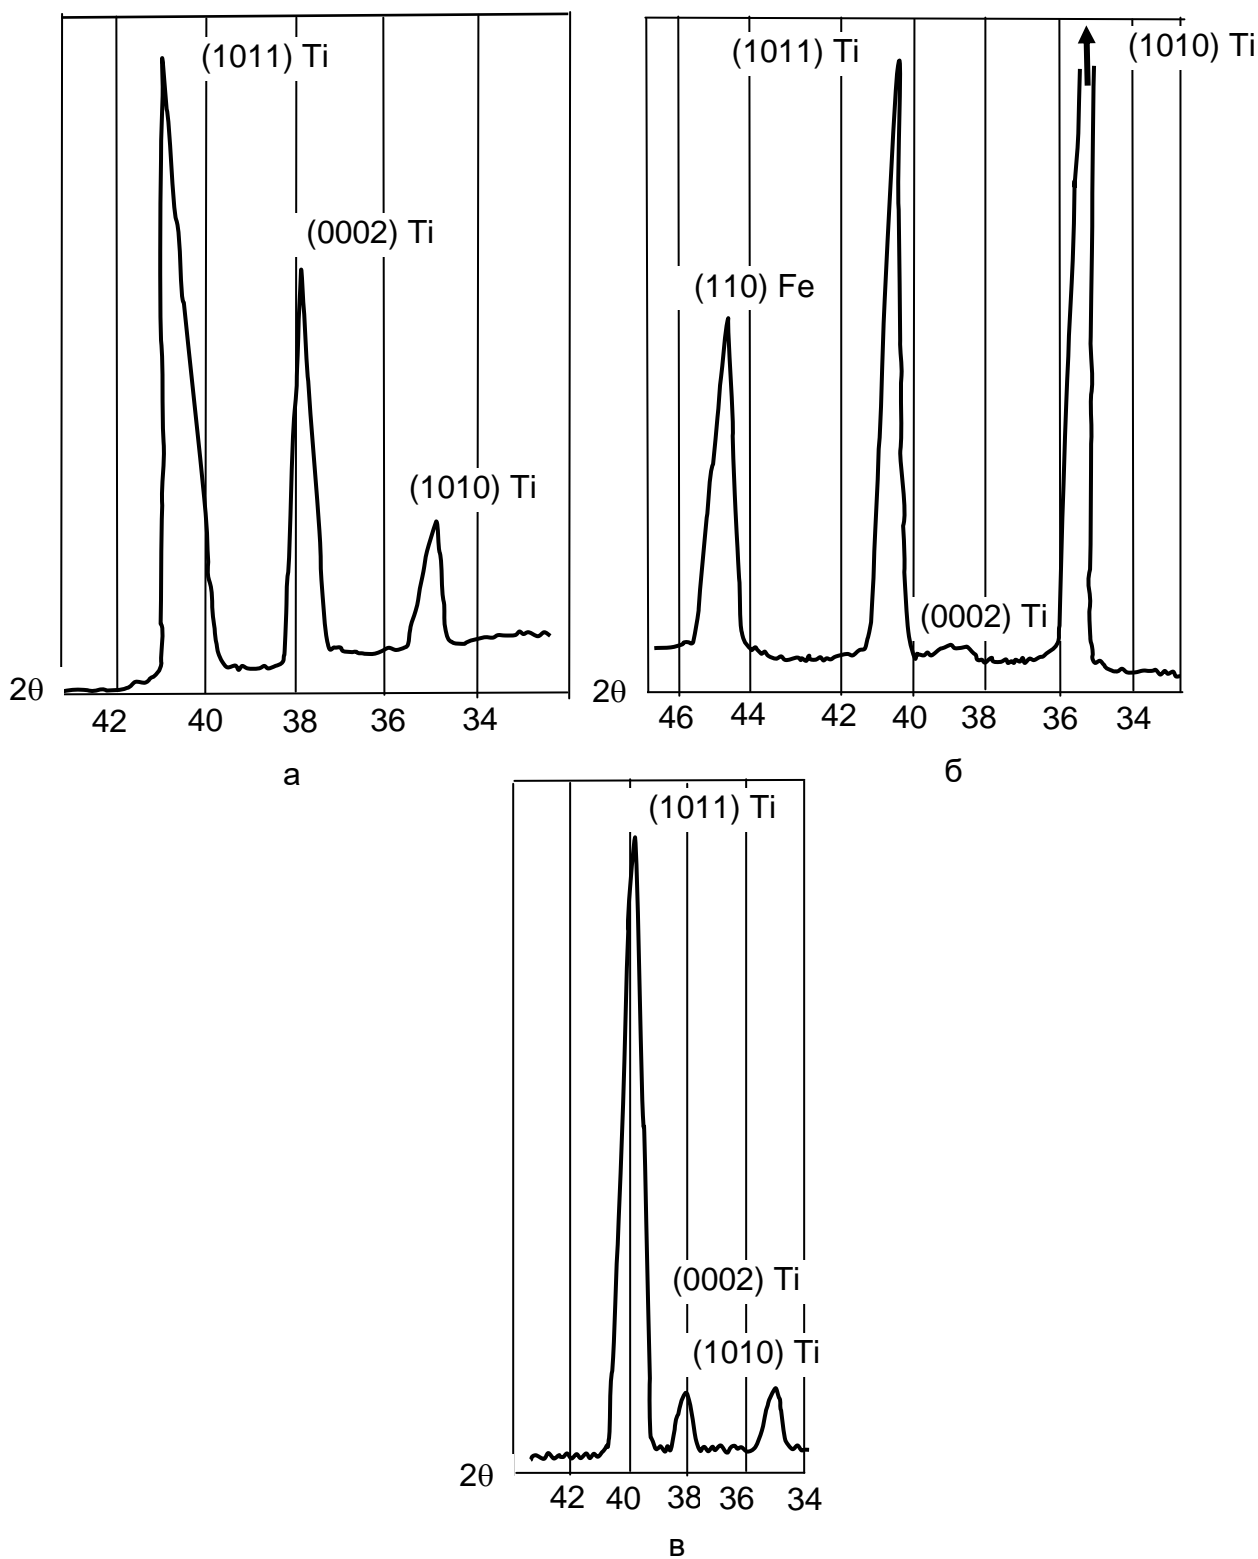 (1011) Ti
(0002) Ti
(1010) Ti
2θ
42 40 38 36 34
а
(1011) Ti
(1010) Ti
(110) Fe
(0002) Ti
2θ
46 44 42 40 38 36 34
б
(1011) Ti
(0002) Ti
(1010) Ti
2θ
42 40 38 36 34
в